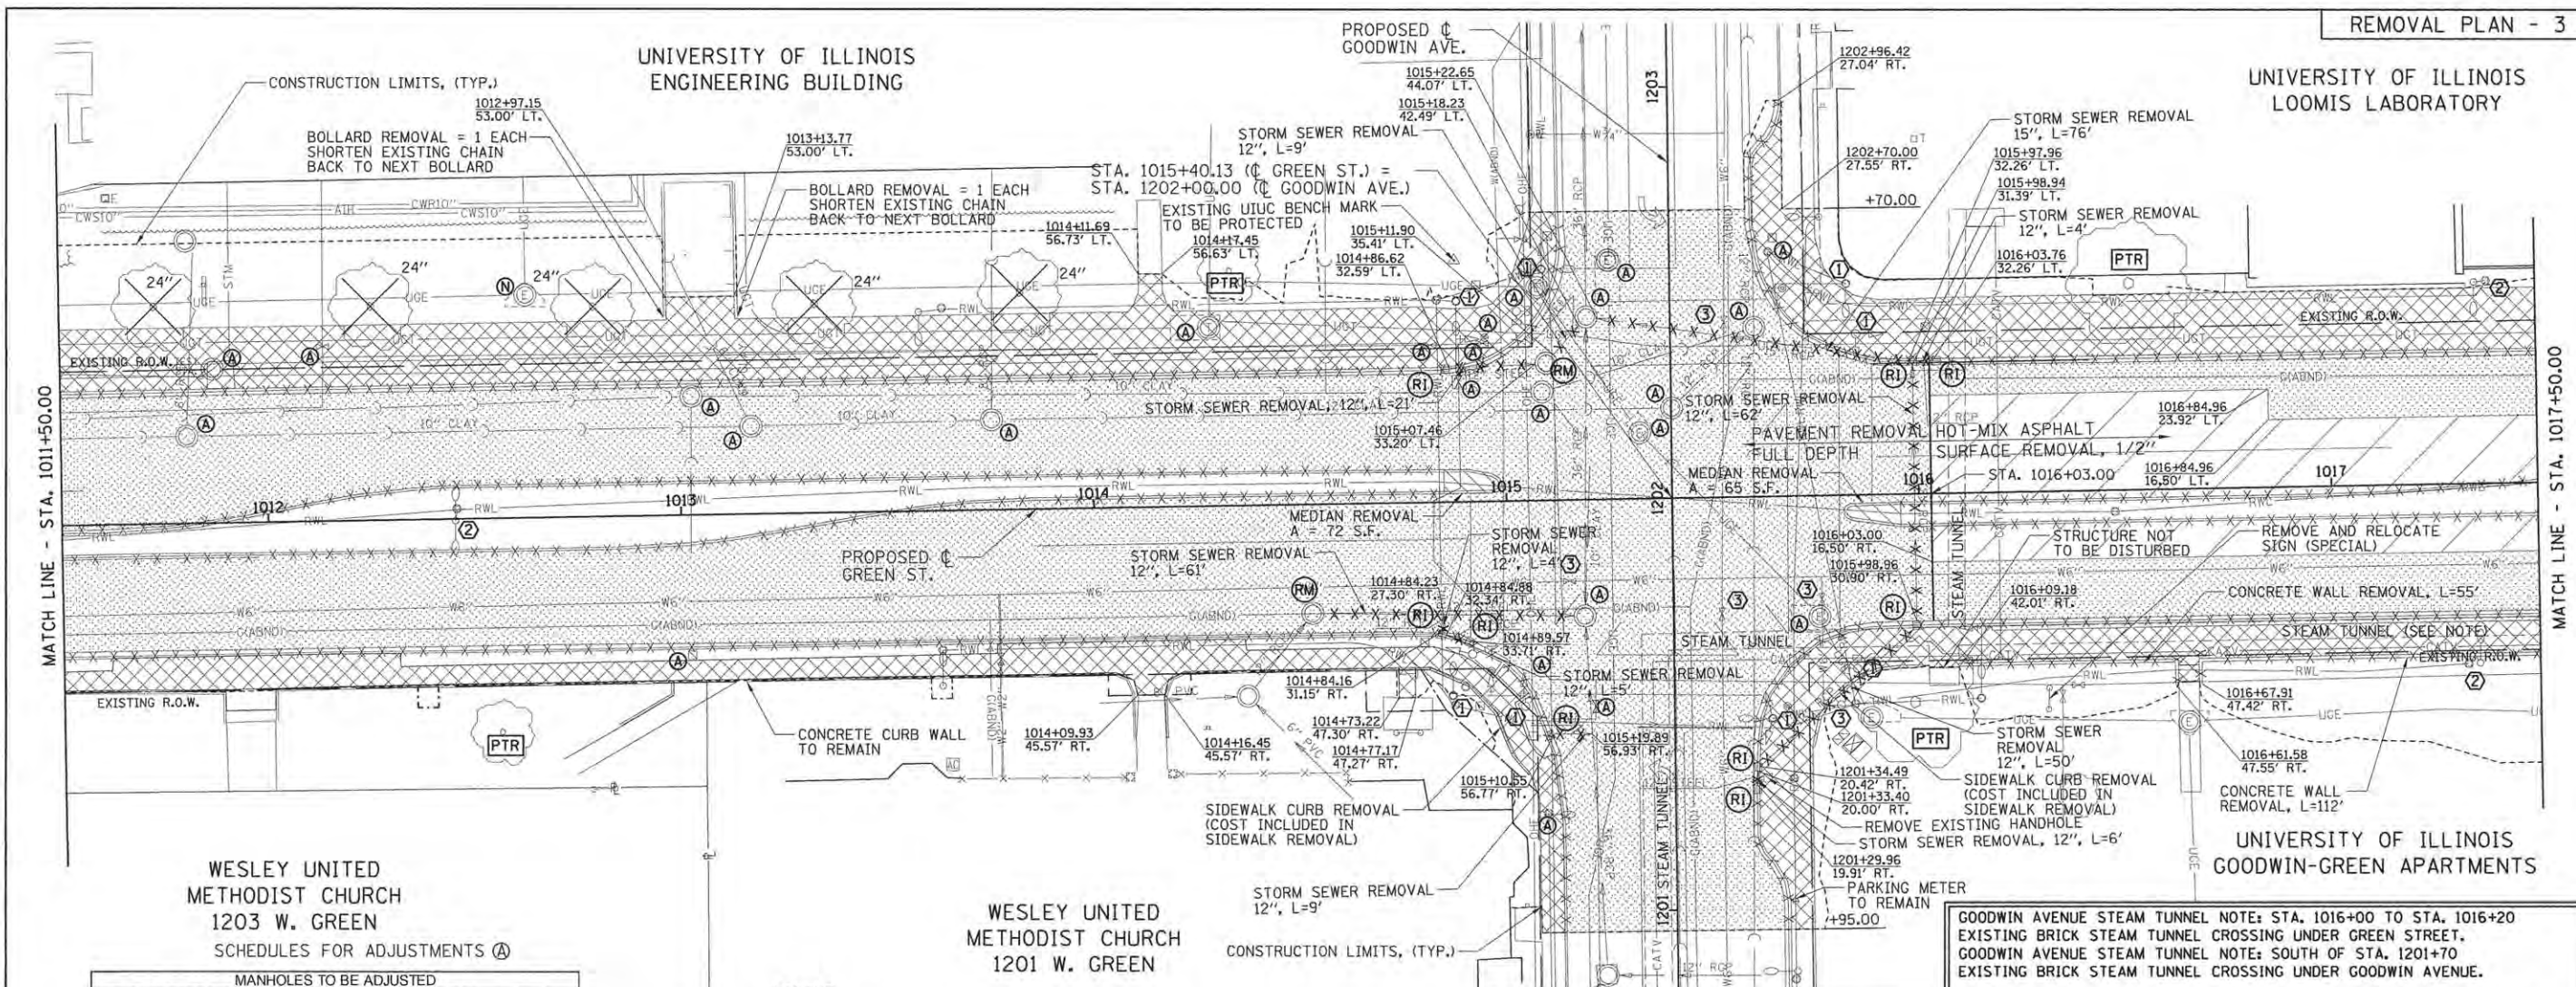 REMOVAL PLAN - 3
UNIVERSITY OF ILLINOIS
ENGINEERING BUILDING
CONSTRUCTION LIMITS, (TYP.)
1012+97.15
53.00' LT.
BOLLARD REMOVAL = 1 EACH
SHORTEN EXISTING CHAIN
BACK TO NEXT BOLLARD
1013+13.77
53.00' LT.
BOLLARD REMOVAL = 1 EACH
SHORTEN EXISTING CHAIN
BACK TO NEXT BOLLARD
PROPOSED ℄
GOODWIN AVE.
1015+22.65
44.07' LT.
1015+18.23
42.49' LT.
STORM SEWER REMOVAL
12", L=9'
STA. 1015+40.13 (℄ GREEN ST.) =
STA. 1202+00.00 (℄ GOODWIN AVE.)
EXISTING UIUC BENCH MARK
TO BE PROTECTED
1014+11.69
56.73' LT.
1014+17.45
56.63' LT.
1015+11.90
35.41' LT.
1014+86.62
32.59' LT.
1203
1202+96.42
27.04' RT.
1202+70.00
27.55' RT.
+70.00
UNIVERSITY OF ILLINOIS
LOOMIS LABORATORY
STORM SEWER REMOVAL
15", L=76'
1015+97.96
32.26' LT.
1015+98.94
31.39' LT.
STORM SEWER REMOVAL
12", L=4'
1016+03.76
32.26' LT.
PTR
PTR
24"
24"
24"
24"
24"
EXISTING R.O.W.
EXISTING R.O.W.
MATCH LINE - STA. 1011+50.00
MATCH LINE - STA. 1017+50.00
STORM SEWER REMOVAL, 12", L=21'
1015+07.46
33.20' LT.
STORM SEWER REMOVAL
12", L=62'
PAVEMENT REMOVAL
FULL DEPTH
HOT-MIX ASPHALT
SURFACE REMOVAL, 1/2"
1016+84.96
23.92' LT.
MEDIAN REMOVAL
A = 65 S.F.
STA. 1016+03.00
1016+84.96
16.50' LT.
1012
1013
1014
1015
1202
1016
1017
10" CLAY
10" CLAY
10" CLAY
PROPOSED ℄
GREEN ST.
MEDIAN REMOVAL
A = 72 S.F.
STORM SEWER REMOVAL
12", L=61'
STORM SEWER
REMOVAL
12", L=4'
1014+84.23
27.30' RT.
1014+84.88
32.34' RT.
1014+89.57
33.71' RT.
1016+03.00
16.50' RT.
1015+98.96
30.90' RT.
STEAM TUNNEL
STRUCTURE NOT
TO BE DISTURBED
REMOVE AND RELOCATE
SIGN (SPECIAL)
1016+09.18
42.01' RT.
CONCRETE WALL REMOVAL, L=55'
STEAM TUNNEL
STEAM TUNNEL (SEE NOTE)
EXISTING R.O.W.
EXISTING R.O.W.
PTR
CONCRETE CURB WALL
TO REMAIN
1014+09.93
45.57' RT.
1014+16.45
45.57' RT.
6" PVC
1014+84.16
31.15' RT.
1014+73.22
47.30' RT.
1014+77.17
47.27' RT.
STORM SEWER REMOVAL
12", L=5'
1015+19.89
56.93' RT.
1015+10.55
56.77' RT.
SIDEWALK CURB REMOVAL
(COST INCLUDED IN
SIDEWALK REMOVAL)
STORM SEWER REMOVAL
12", L=9'
CONSTRUCTION LIMITS, (TYP.)
1201 STEAM TUNNEL
PTR
STORM SEWER
REMOVAL
12", L=50'
1016+67.91
47.42' RT.
1016+61.58
47.55' RT.
1201+34.49
20.42' RT.
1201+33.40
20.00' RT.
SIDEWALK CURB REMOVAL
(COST INCLUDED IN
SIDEWALK REMOVAL)
REMOVE EXISTING HANDHOLE
STORM SEWER REMOVAL, 12", L=6'
1201+29.96
19.91' RT.
PARKING METER
TO REMAIN
+95.00
CONCRETE WALL
REMOVAL, L=112'
UNIVERSITY OF ILLINOIS
GOODWIN-GREEN APARTMENTS
WESLEY UNITED
METHODIST CHURCH
1203 W. GREEN
SCHEDULES FOR ADJUSTMENTS Ⓐ
MANHOLES TO BE ADJUSTED
WESLEY UNITED
METHODIST CHURCH
1201 W. GREEN
GOODWIN AVENUE STEAM TUNNEL NOTE: STA. 1016+00 TO STA. 1016+20
EXISTING BRICK STEAM TUNNEL CROSSING UNDER GREEN STREET.
GOODWIN AVENUE STEAM TUNNEL NOTE: SOUTH OF STA. 1201+70
EXISTING BRICK STEAM TUNNEL CROSSING UNDER GOODWIN AVENUE.